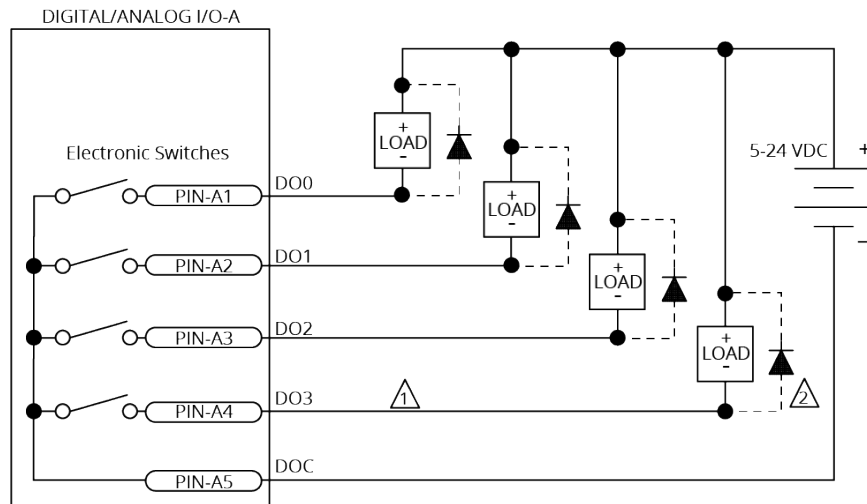 DIGITAL/ANALOG I/O-A
Electronic Switches
5-24 VDC
+
-
+
LOAD
-
+
LOAD
-
+
LOAD
-
+
LOAD
-
PIN-A1 DO0
PIN-A2 DO1
PIN-A3 DO2
PIN-A4 DO3
1
2
PIN-A5 DOC